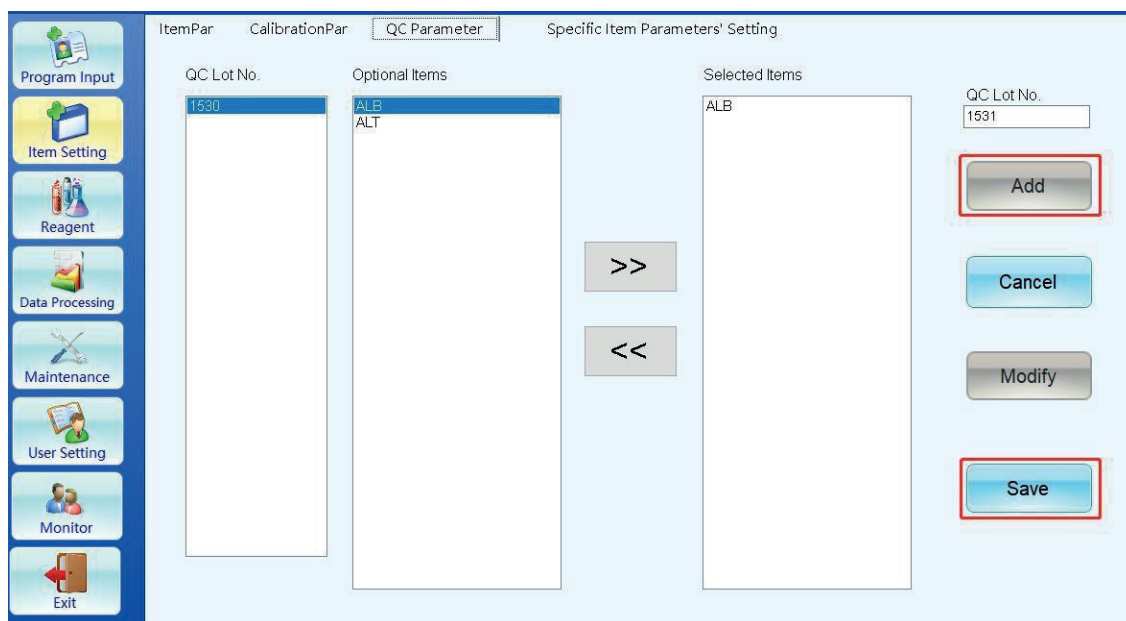 ItemPar CalibrationPar QC Parameter Specific Item Parameters' Setting
Program Input
Item Setting
Reagent
Data Processing
Maintenance
User Setting
Monitor
Exit
QC Lot No.
1530
Optional Items
ALB
ALT
>>
<<
Selected Items
ALB
QC Lot No.
1531
Add
Cancel
Modify
Save